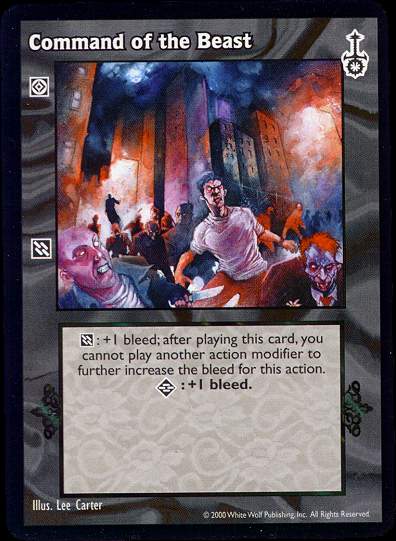 Command of the Beast
: +1 bleed; after playing this card, you
cannot play another action modifier to
further increase the bleed for this action.
: +1 bleed.
Illus. Lee Carter
© 2000 White Wolf Publishing, Inc. All Rights Reserved.